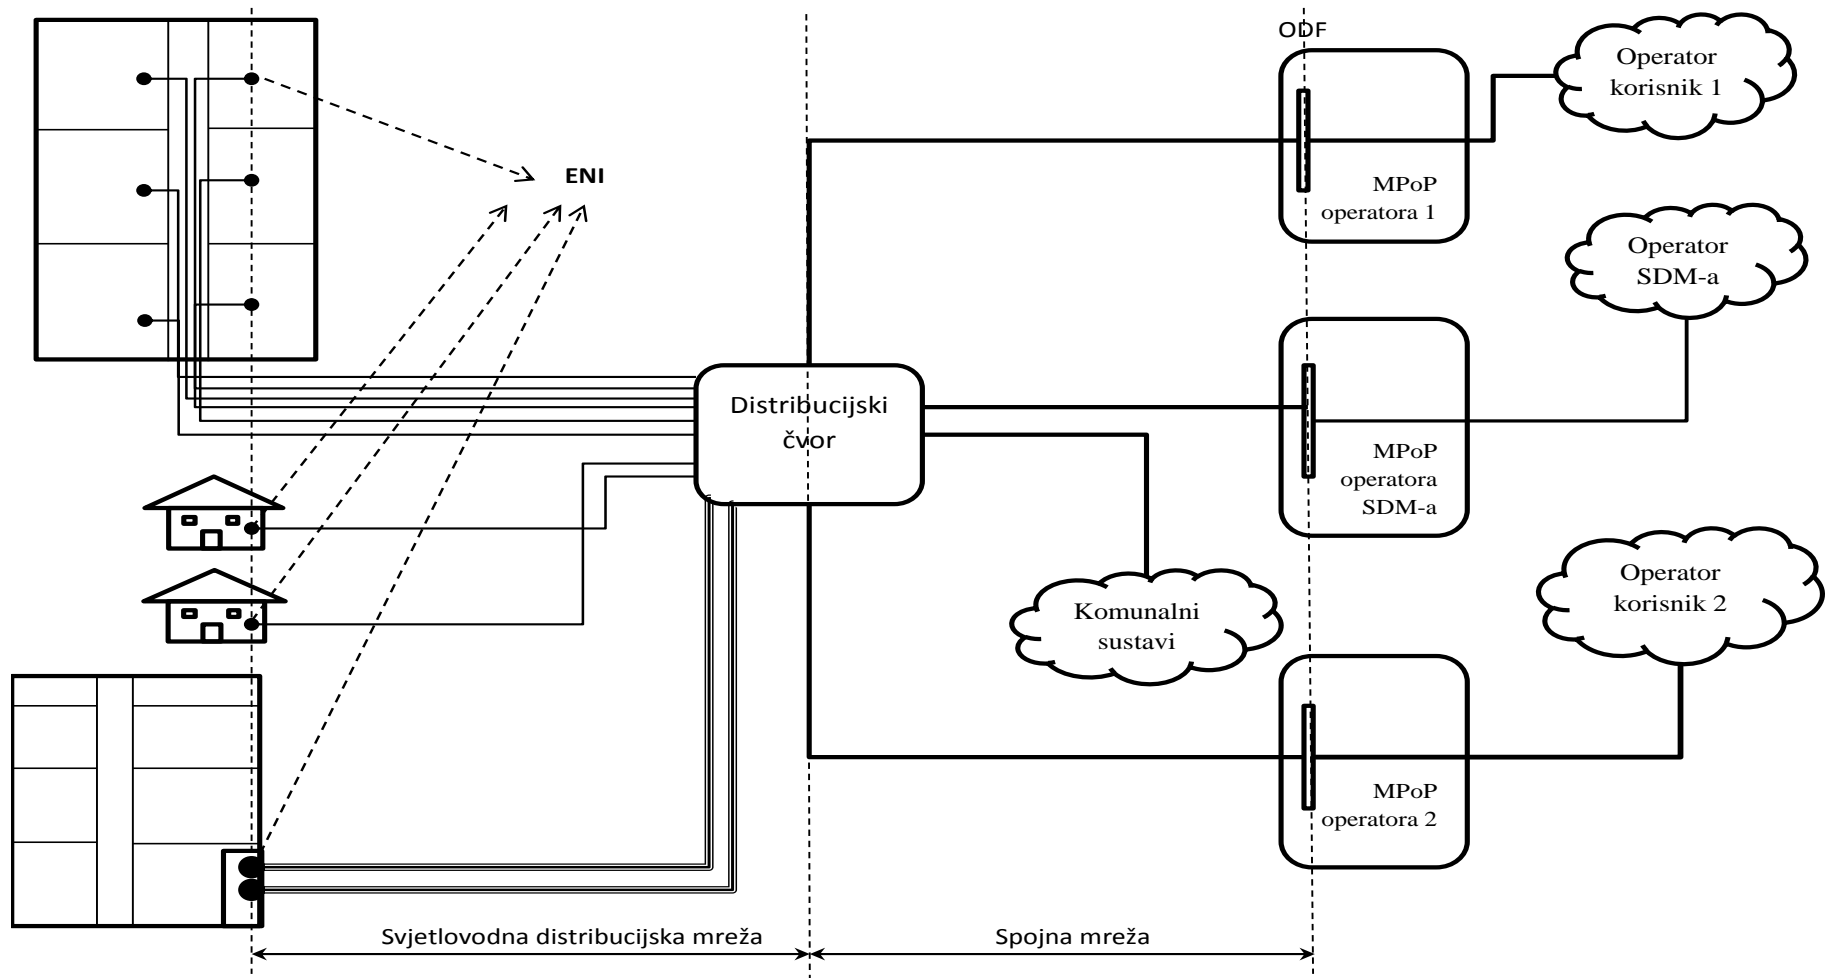 ODF
Operator
korisnik 1
ENI
MPoP
operatora 1
Operator
SDM-a
Distribucijski
čvor
MPoP
operatora
SDM-a
Komunalni
sustavi
Operator
korisnik 2
MPoP
operatora 2
Svjetlovodna distribucijska mreža
Spojna mreža